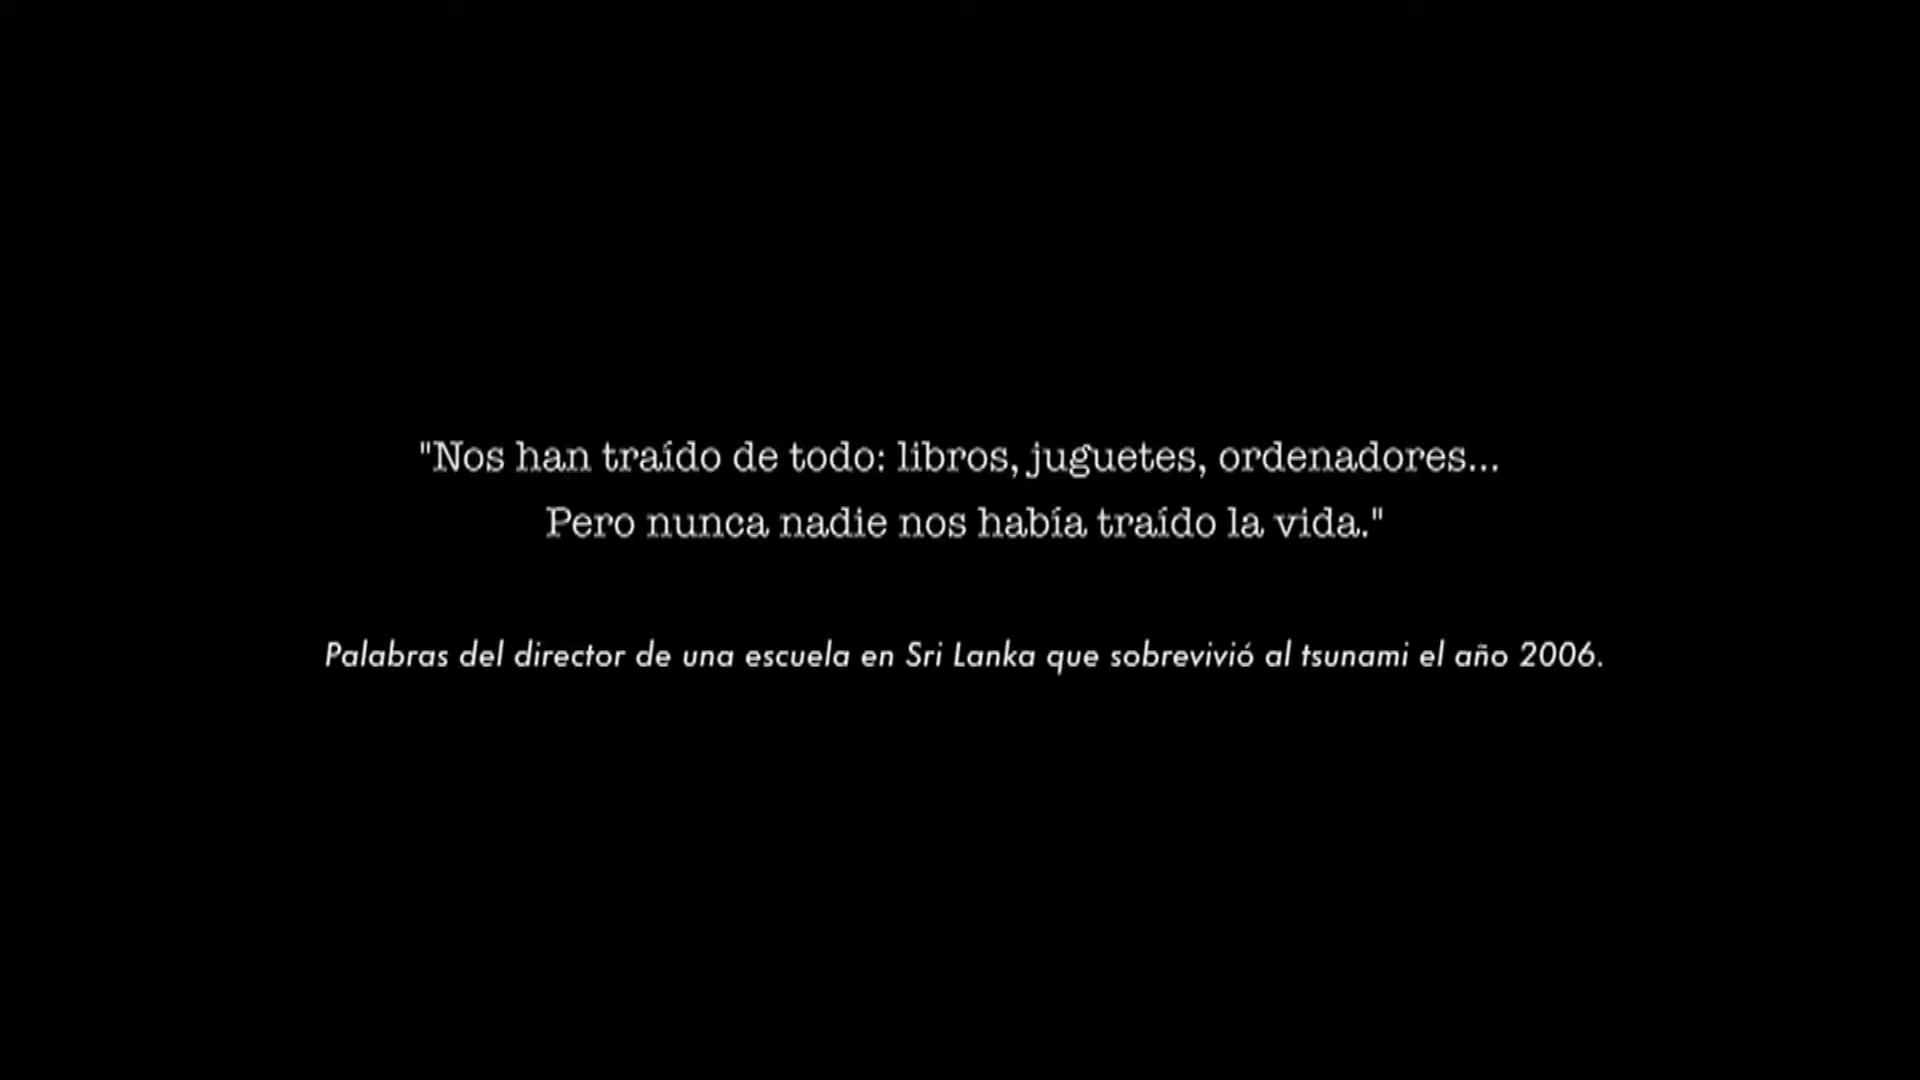 "Nos han traído de todo: libros, juguetes, ordenadores...
Pero nunca nadie nos había traído la vida."
Palabras del director de una escuela en Sri Lanka que sobrevivió al tsunami el año 2006.